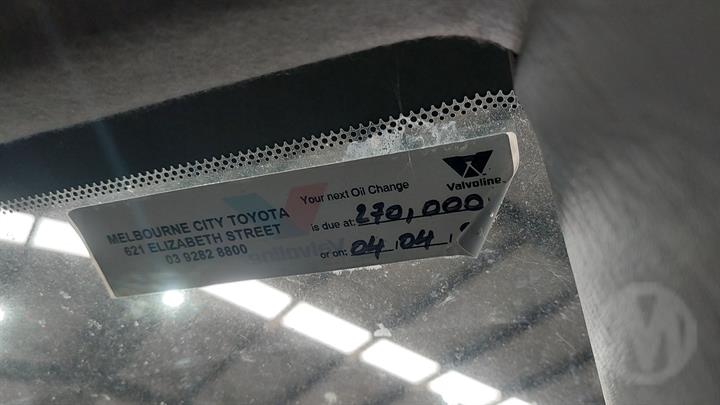 MELBOURNE CITY TOYOTA
621 ELIZABETH STREET
03 9282 8800
Your next Oil Change
is due at: 270,000
or on: 04.04.
Valvoline
Valvoline
M